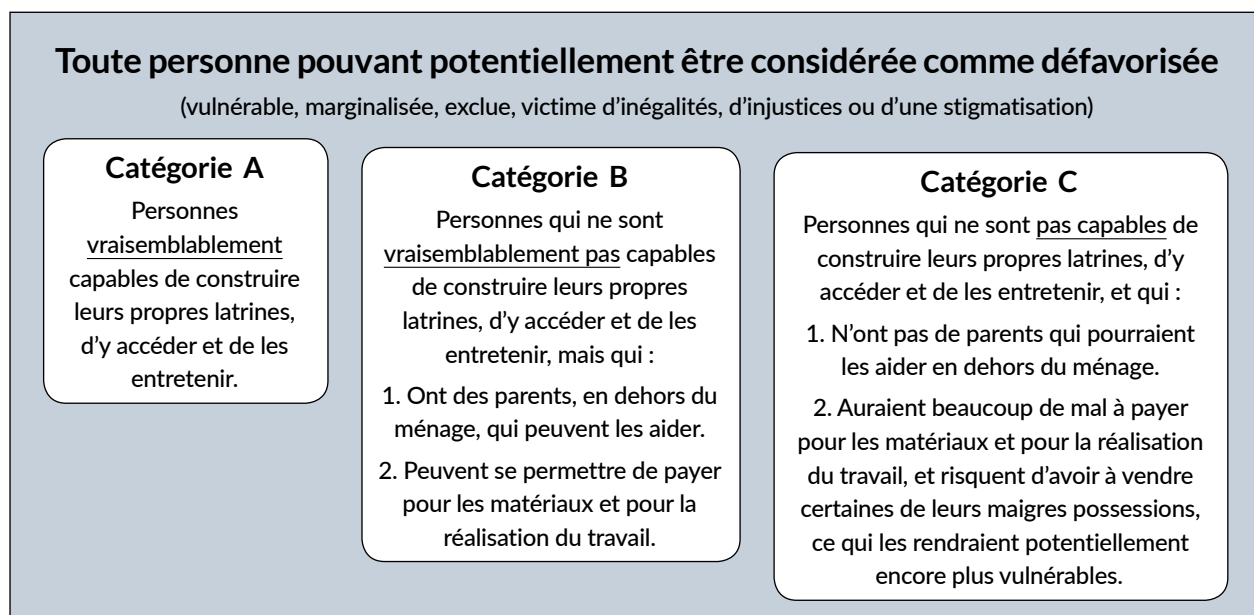 Toute personne pouvant potentiellement être considérée comme défavorisée
(vulnérable, marginalisée, exclue, victime d'inégalités, d'injustices ou d'une stigmatisation)
Catégorie A
Personnes
vraisemblablement
capables de construire
leurs propres latrines,
d'y accéder et de les
entretenir.
Catégorie B
Personnes qui ne sont
vraisemblablement pas capables
de construire leurs propres
latrines, d'y accéder et de les
entretenir, mais qui :
1. Ont des parents, en dehors du
ménage, qui peuvent les aider.
2. Peuvent se permettre de payer
pour les matériaux et pour la
réalisation du travail.
Catégorie C
Personnes qui ne sont pas capables de
construire leurs propres latrines, d'y
accéder et de les entretenir, et qui :
1. N'ont pas de parents qui pourraient
les aider en dehors du ménage.
2. Auraient beaucoup de mal à payer
pour les matériaux et pour la réalisation
du travail, et risquent d'avoir à vendre
certaines de leurs maigres possessions,
ce qui les rendraient potentiellement
encore plus vulnérables.